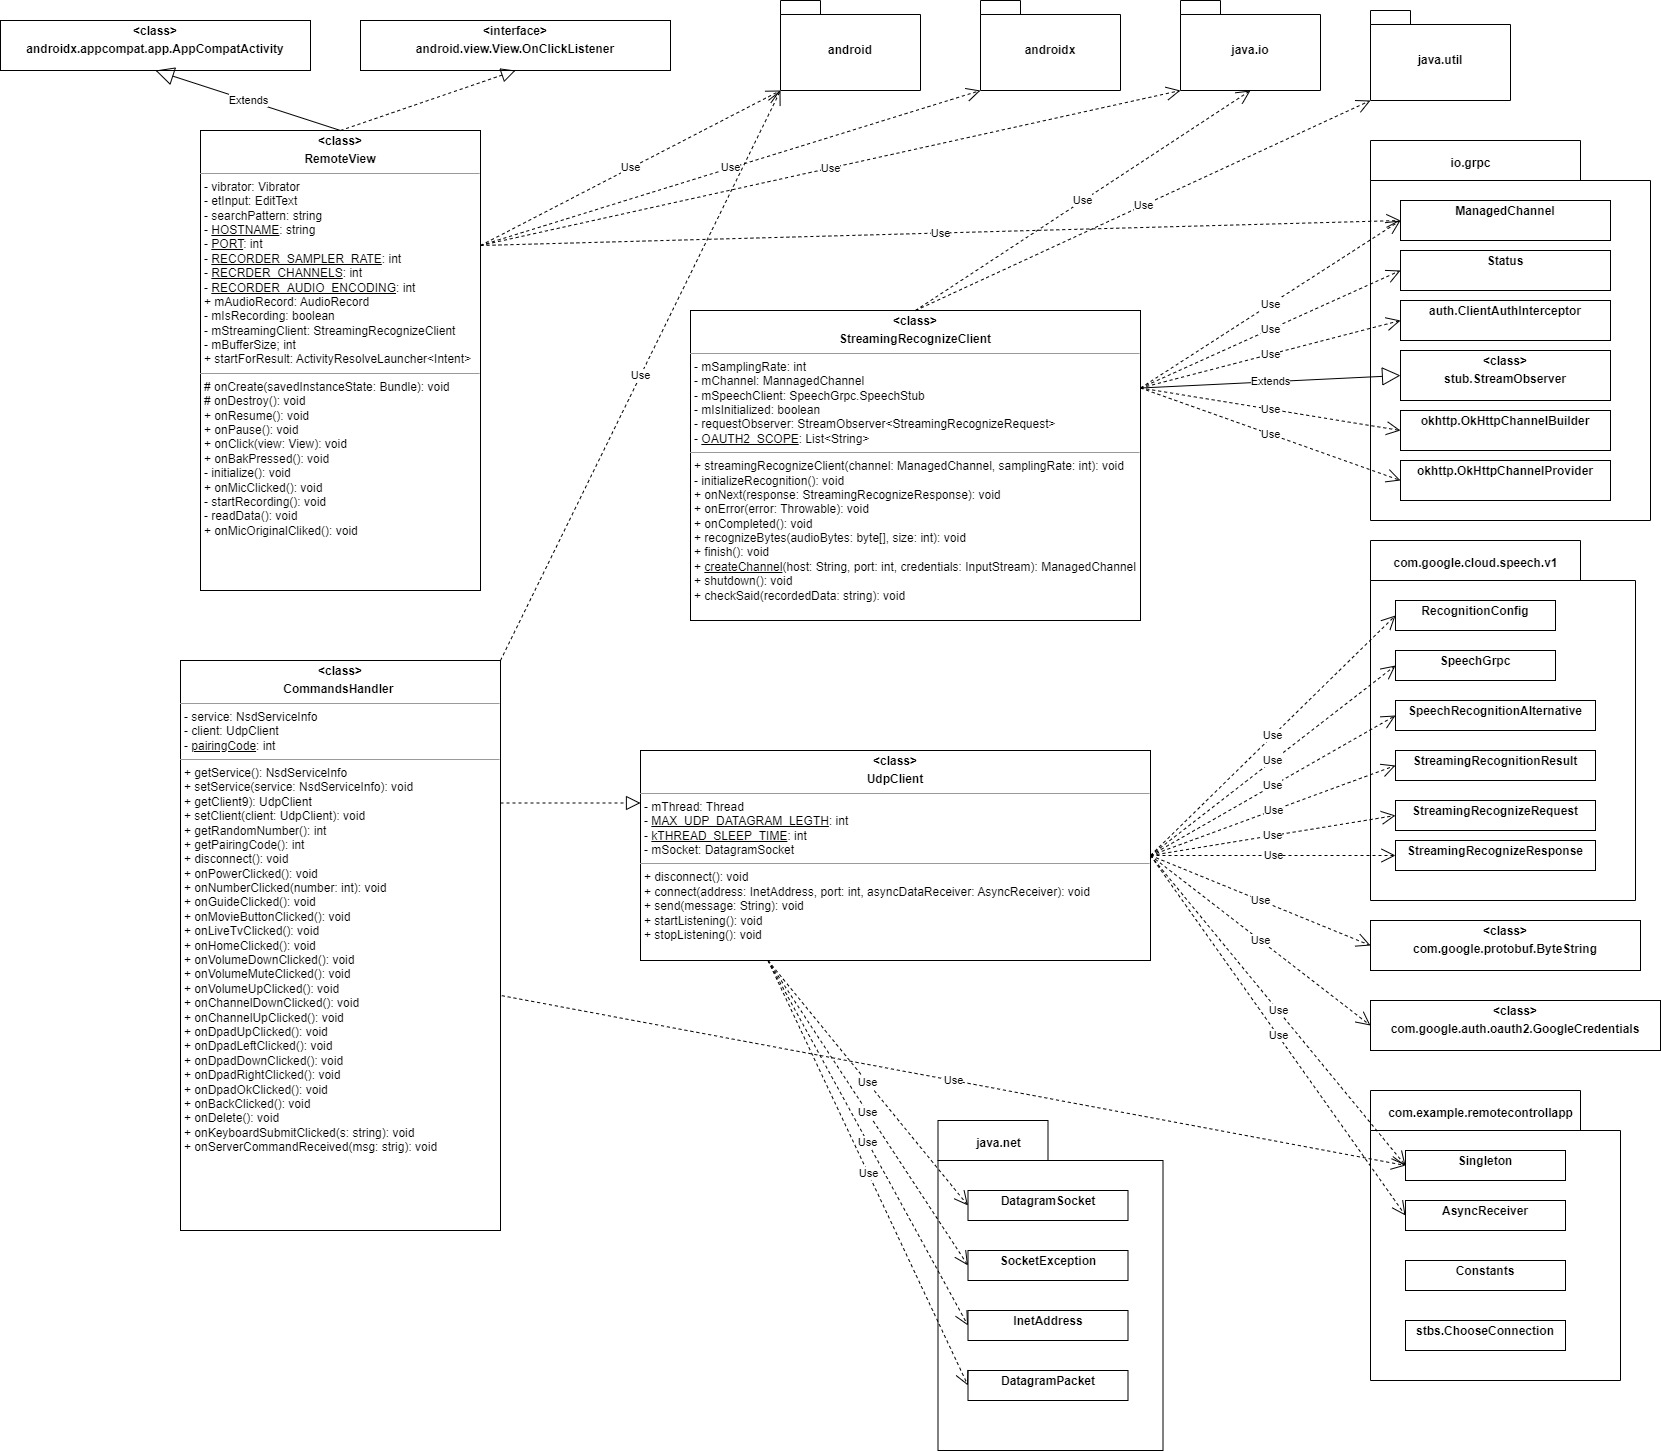 <class>
androidx.appcompat.app.AppCompatActivity
<interface>
android.view.View.OnClickListener
android
androidx
java.io
java.util
Extends
<class>
RemoteView
- vibrator: Vibrator
- etInput: EditText
- searchPattern: string
- HOSTNAME: string
- PORT: int
- RECORDER_SAMPLER_RATE: int
- RECRDER_CHANNELS: int
- RECORDER_AUDIO_ENCODING: int
+ mAudioRecord: AudioRecord
- mIsRecording: boolean
- mStreamingClient: StreamingRecognizeClient
- mBufferSize; int
+ startForResult: ActivityResolveLauncher<Intent>
# onCreate(savedInstanceState: Bundle): void
# onDestroy(): void
+ onResume(): void
+ onPause(): void
+ onClick(view: View): void
+ onBakPressed(): void
- initialize(): void
+ onMicClicked(): void
- startRecording(): void
- readData(): void
+ onMicOriginalCliked(): void
Use
Use
Use
Use
Use
Use
Use
io.grpc
ManagedChannel
Status
auth.ClientAuthInterceptor
<class>
stub.StreamObserver
okhttp.OkHttpChannelBuilder
okhttp.OkHttpChannelProvider
<class>
StreamingRecognizeClient
- mSamplingRate: int
- mChannel: MannagedChannel
- mSpeechClient: SpeechGrpc.SpeechStub
- mIsInitialized: boolean
- requestObserver: StreamObserver<StreamingRecognizeRequest>
- OAUTH2_SCOPE: List<String>
+ streamingRecognizeClient(channel: ManagedChannel, samplingRate: int): void
- initializeRecognition(): void
+ onNext(response: StreamingRecognizeResponse): void
+ onError(error: Throwable): void
+ onCompleted(): void
+ recognizeBytes(audioBytes: byte[], size: int): void
+ finish(): void
+ createChannel(host: String, port: int, credentials: InputStream): ManagedChannel
+ shutdown(): void
+ checkSaid(recordedData: string): void
Use
Use
Use
Extends
Use
Use
com.google.cloud.speech.v1
RecognitionConfig
SpeechGrpc
SpeechRecognitionAlternative
StreamingRecognitionResult
StreamingRecognizeRequest
StreamingRecognizeResponse
<class>
CommandsHandler
- service: NsdServiceInfo
- client: UdpClient
- pairingCode: int
+ getService(): NsdServiceInfo
+ setService(service: NsdServiceInfo): void
+ getClient9): UdpClient
+ setClient(client: UdpClient): void
+ getRandomNumber(): int
+ getPairingCode(): int
+ disconnect(): void
+ onPowerClicked(): void
+ onNumberClicked(number: int): void
+ onGuideClicked(): void
+ onMovieButtonClicked(): void
+ onLiveTvClicked(): void
+ onHomeClicked(): void
+ onVolumeDownClicked(): void
+ onVolumeMuteClicked(): void
+ onVolumeUpClicked(): void
+ onChannelDownClicked(): void
+ onChannelUpClicked(): void
+ onDpadUpClicked(): void
+ onDpadLeftClicked(): void
+ onDpadDownClicked(): void
+ onDpadRightClicked(): void
+ onDpadOkClicked(): void
+ onBackClicked(): void
+ onDelete(): void
+ onKeyboardSubmitClicked(s: string): void
+ onServerCommandReceived(msg: strig): void
<class>
UdpClient
- mThread: Thread
- MAX_UDP_DATAGRAM_LEGTH: int
- kTHREAD_SLEEP_TIME: int
- mSocket: DatagramSocket
+ disconnect(): void
+ connect(address: InetAddress, port: int, asyncDataReceiver: AsyncReceiver): void
+ send(message: String): void
+ startListening(): void
+ stopListening(): void
Use
Use
Use
Use
Use
Use
Use
Use
Use
Use
<class>
com.google.protobuf.ByteString
<class>
com.google.auth.oauth2.GoogleCredentials
com.example.remotecontrollapp
Singleton
AsyncReceiver
Constants
stbs.ChooseConnection
Use
Use
Use
Use
Use
java.net
DatagramSocket
SocketException
InetAddress
DatagramPacket